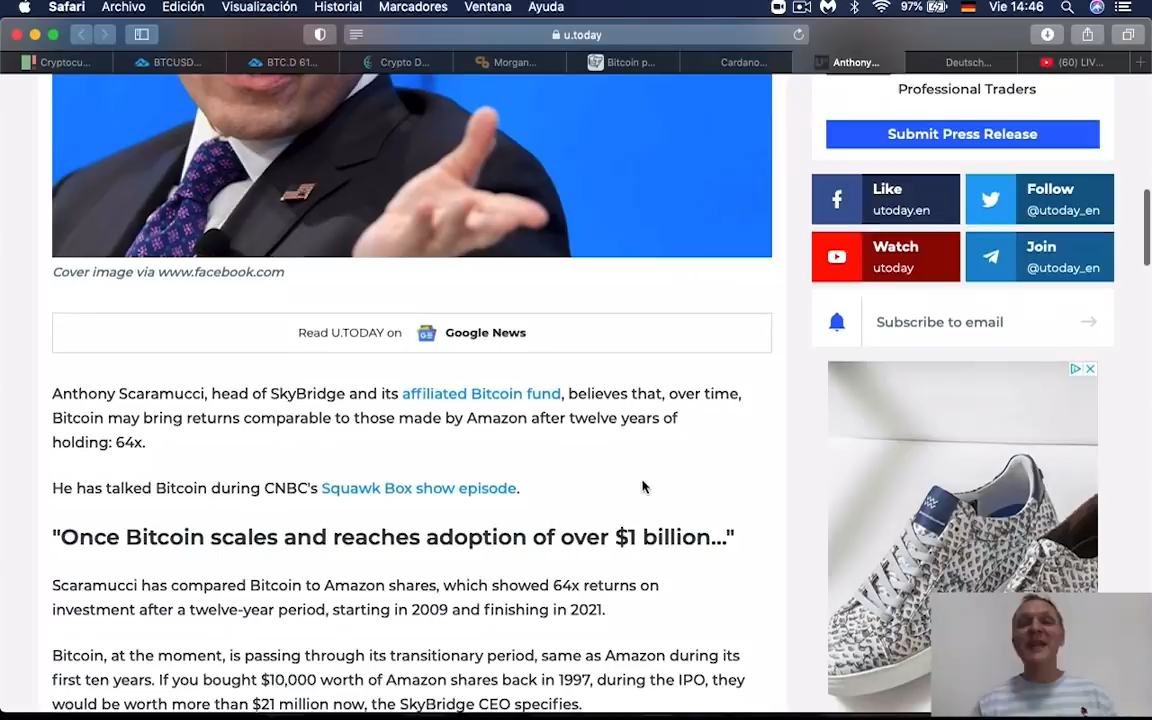 Safari Archivo Edición Visualización Historial Marcadores Ventana Ayuda 97% Vie 14:46
u.today
Cryptocu... BTCUSD... BTC.D 61... Crypto D... Morgan... Bitcoin p... Cardano... Anthony... Deutsch... (60) LIV...
Professional Traders
Submit Press Release
Like
utoday.en
Follow
@utoday_en
Watch
utoday
Join
@utoday_en
Subscribe to email
Cover image via www.facebook.com
Read U.TODAY on Google News
Anthony Scaramucci, head of SkyBridge and its affiliated Bitcoin fund, believes that, over time,
Bitcoin may bring returns comparable to those made by Amazon after twelve years of
holding: 64x.
He has talked Bitcoin during CNBC's Squawk Box show episode.
"Once Bitcoin scales and reaches adoption of over $1 billion..."
Scaramucci has compared Bitcoin to Amazon shares, which showed 64x returns on
investment after a twelve-year period, starting in 2009 and finishing in 2021.
Bitcoin, at the moment, is passing through its transitionary period, same as Amazon during its
first ten years. If you bought $10,000 worth of Amazon shares back in 1997, during the IPO, they
would be worth more than $21 million now, the SkyBridge CEO specifies.